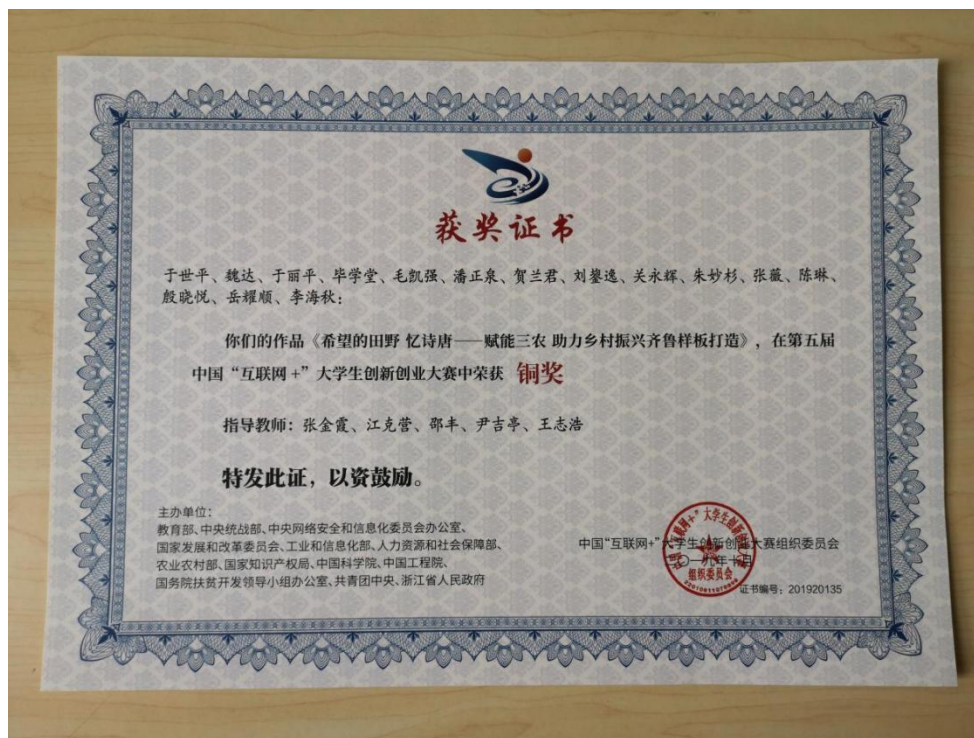 获奖证书
于世平、魏达、于丽平、毕学堂、毛凯强、潘正泉、贺兰君、刘鋆逸、关永辉、朱妙杉、张薇、陈琳、
殷晓悦、岳耀顺、李海秋：
你们的作品《希望的田野 忆诗唐——赋能三农 助力乡村振兴齐鲁样板打造》，在第五届
中国“互联网+”大学生创新创业大赛中荣获 铜奖
指导教师：张金霞、江克营、邵丰、尹吉亭、王志浩
特发此证，以资鼓励。
主办单位：
教育部、中央统战部、中央网络安全和信息化委员会办公室、
国家发展和改革委员会、工业和信息化部、人力资源和社会保障部、
农业农村部、国家知识产权局、中国科学院、中国工程院、
国务院扶贫开发领导小组办公室、共青团中央、浙江省人民政府
中国“互联网+”大学生创新创业大赛组织委员会
二〇一九年十月
组织委员会
证书编号：201920135